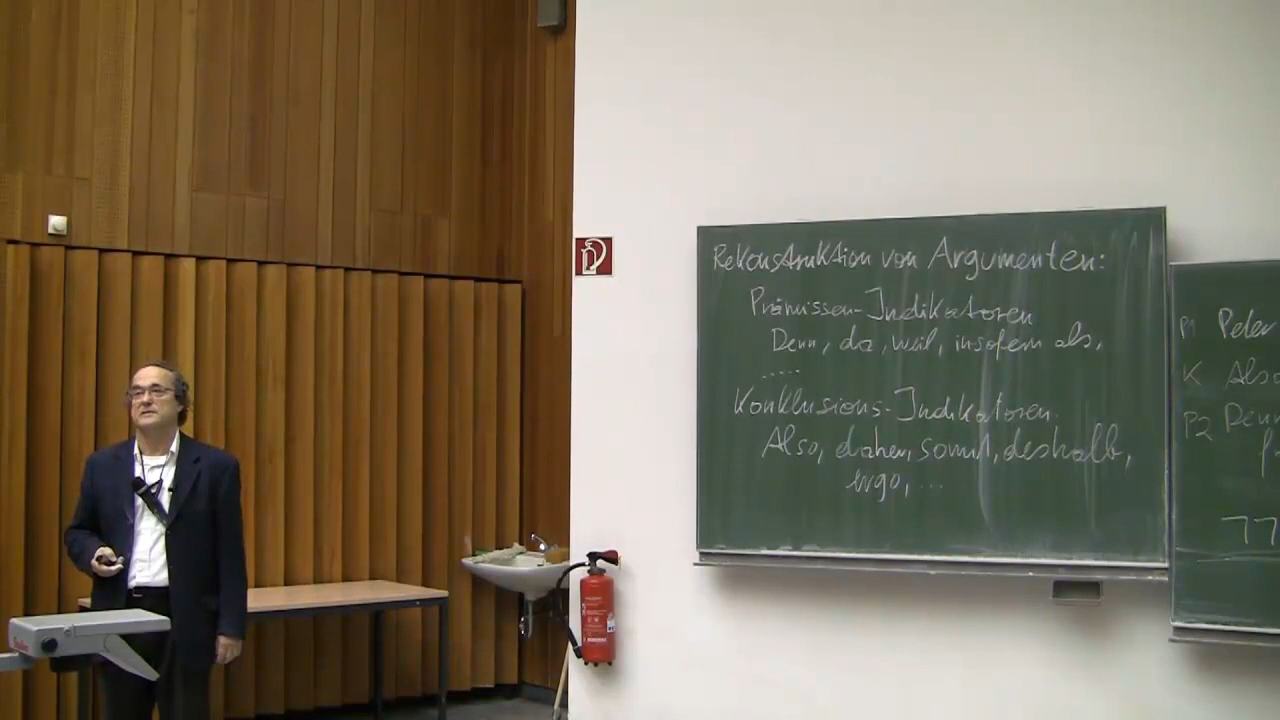 Rekonstruktion von Argumenten:
Prämissen-Indikatoren
Denn, da, weil, insofern als,
.....
Konklusions-Indikatoren.
Also, daher, somit, deshalb,
ergo, ...
P1 Peter
K Also
P2 Denn
77